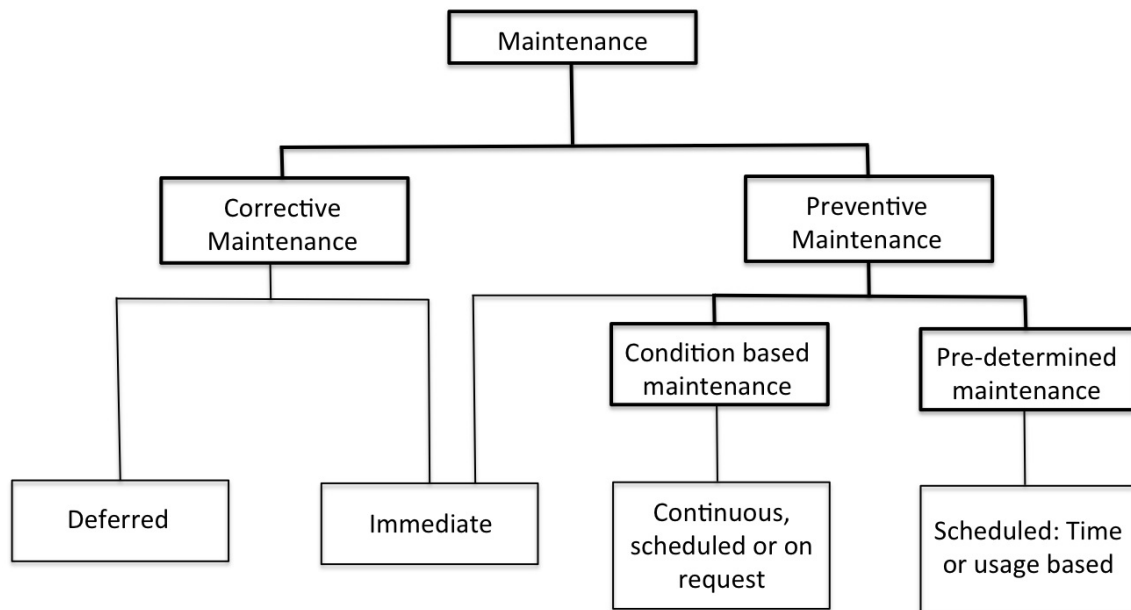 Maintenance
Corrective
Maintenance
Preventive
Maintenance
Condition based
maintenance
Pre-determined
maintenance
Deferred
Immediate
Continuous,
scheduled or on
request
Scheduled: Time
or usage based